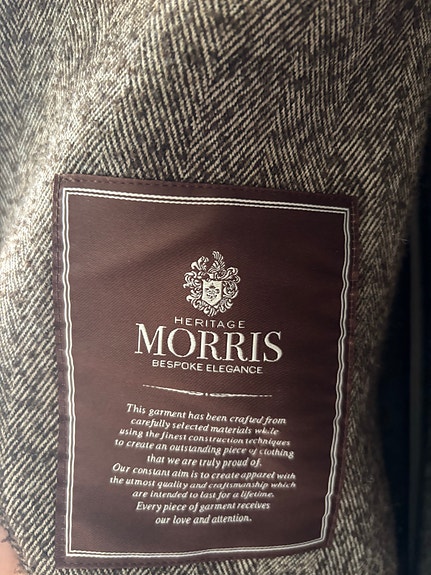 HERITAGE
MORRIS
BESPOKE ELEGANCE
This garment has been crafted from
carefully selected materials while
using the finest construction techniques
to create an outstanding piece of clothing
that we are truly proud of.
Our constant aim is to create apparel with
the utmost quality and craftsmanship which
are intended to last for a lifetime.
Every piece of garment receives
our love and attention.